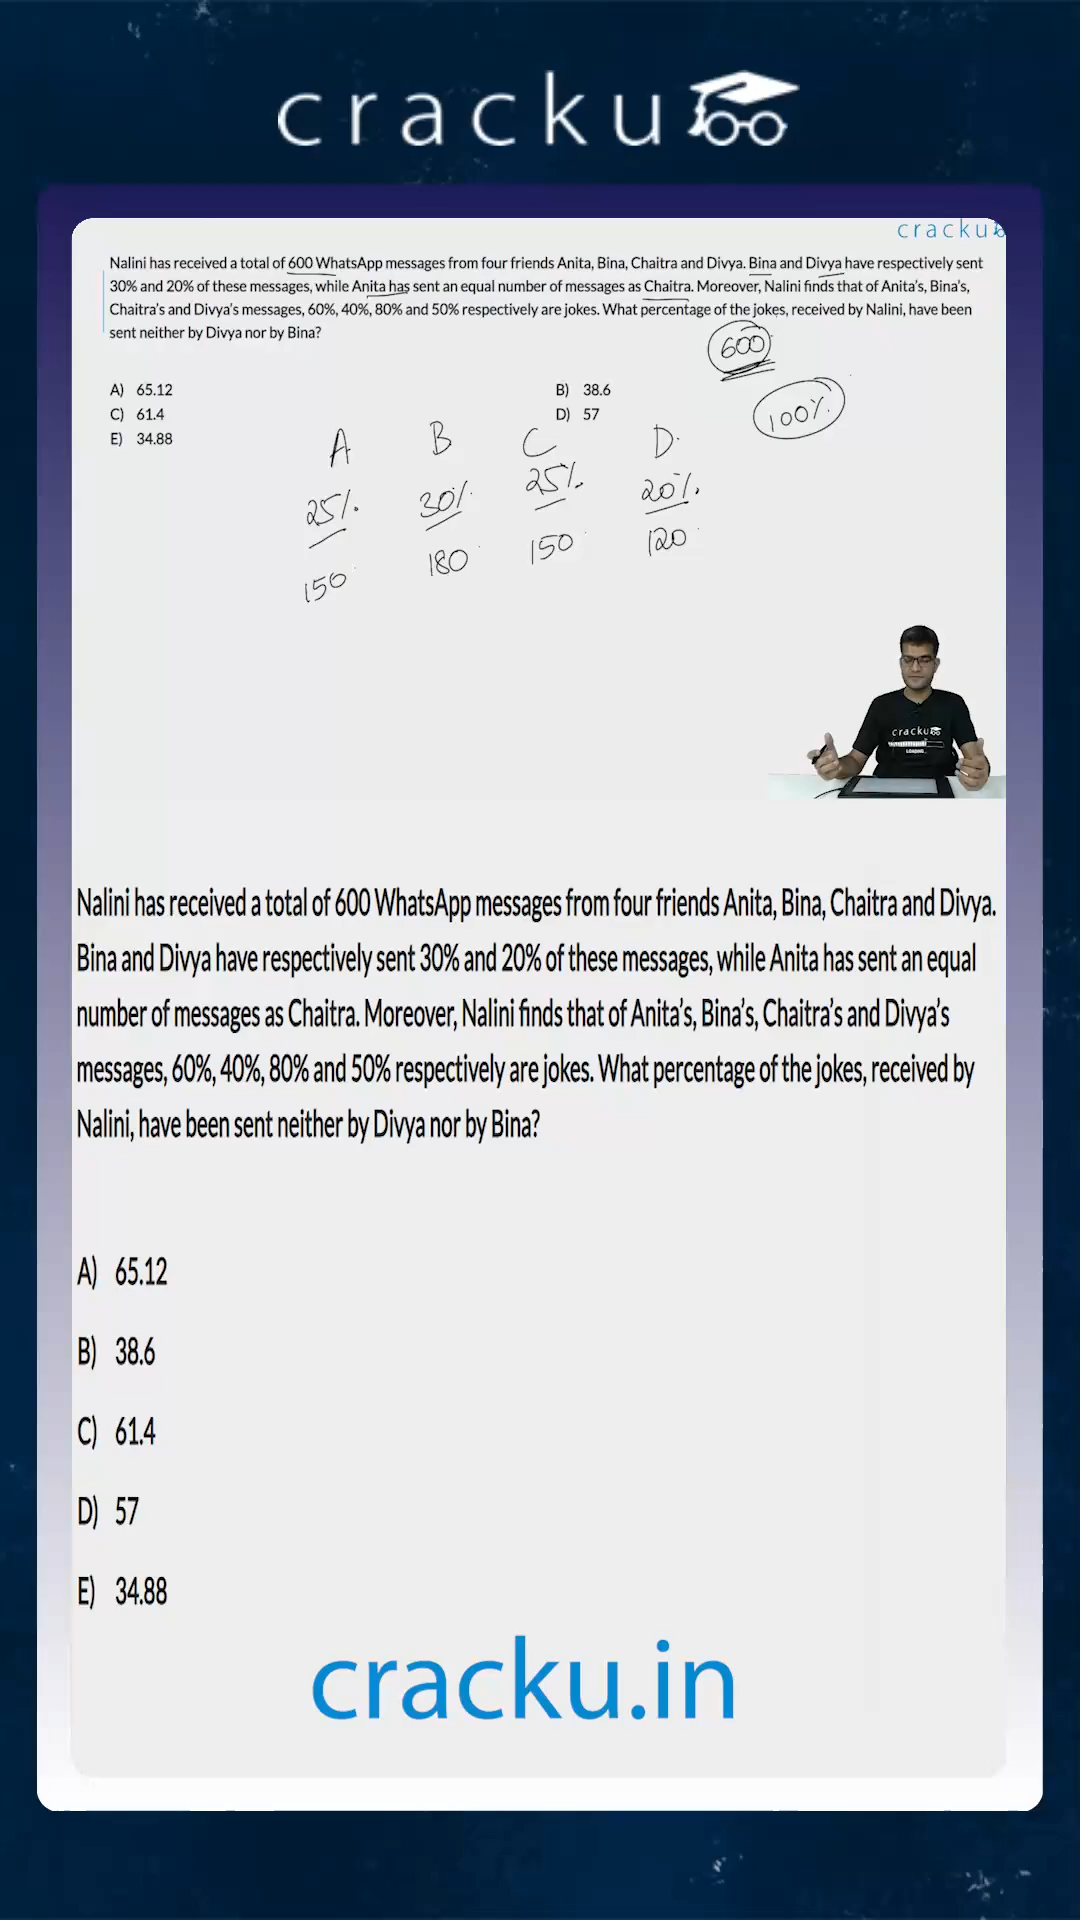 cracku
cracku
Nalini has received a total of 600 WhatsApp messages from four friends Anita, Bina, Chaitra and Divya. Bina and Divya have respectively sent
30% and 20% of these messages, while Anita has sent an equal number of messages as Chaitra. Moreover, Nalini finds that of Anita's, Bina's,
Chaitra's and Divya's messages, 60%, 40%, 80% and 50% respectively are jokes. What percentage of the jokes, received by Nalini, have been
sent neither by Divya nor by Bina?
600
A) 65.12 B) 38.6
C) 61.4 D) 57
100%
E) 34.88
A B C D
25% 30% 25% 20%
150 180 150 120
cracku
LOADING...
Nalini has received a total of 600 WhatsApp messages from four friends Anita, Bina, Chaitra and Divya.
Bina and Divya have respectively sent 30% and 20% of these messages, while Anita has sent an equal
number of messages as Chaitra. Moreover, Nalini finds that of Anita's, Bina's, Chaitra's and Divya's
messages, 60%, 40%, 80% and 50% respectively are jokes. What percentage of the jokes, received by
Nalini, have been sent neither by Divya nor by Bina?
A) 65.12
B) 38.6
C) 61.4
D) 57
E) 34.88
cracku.in